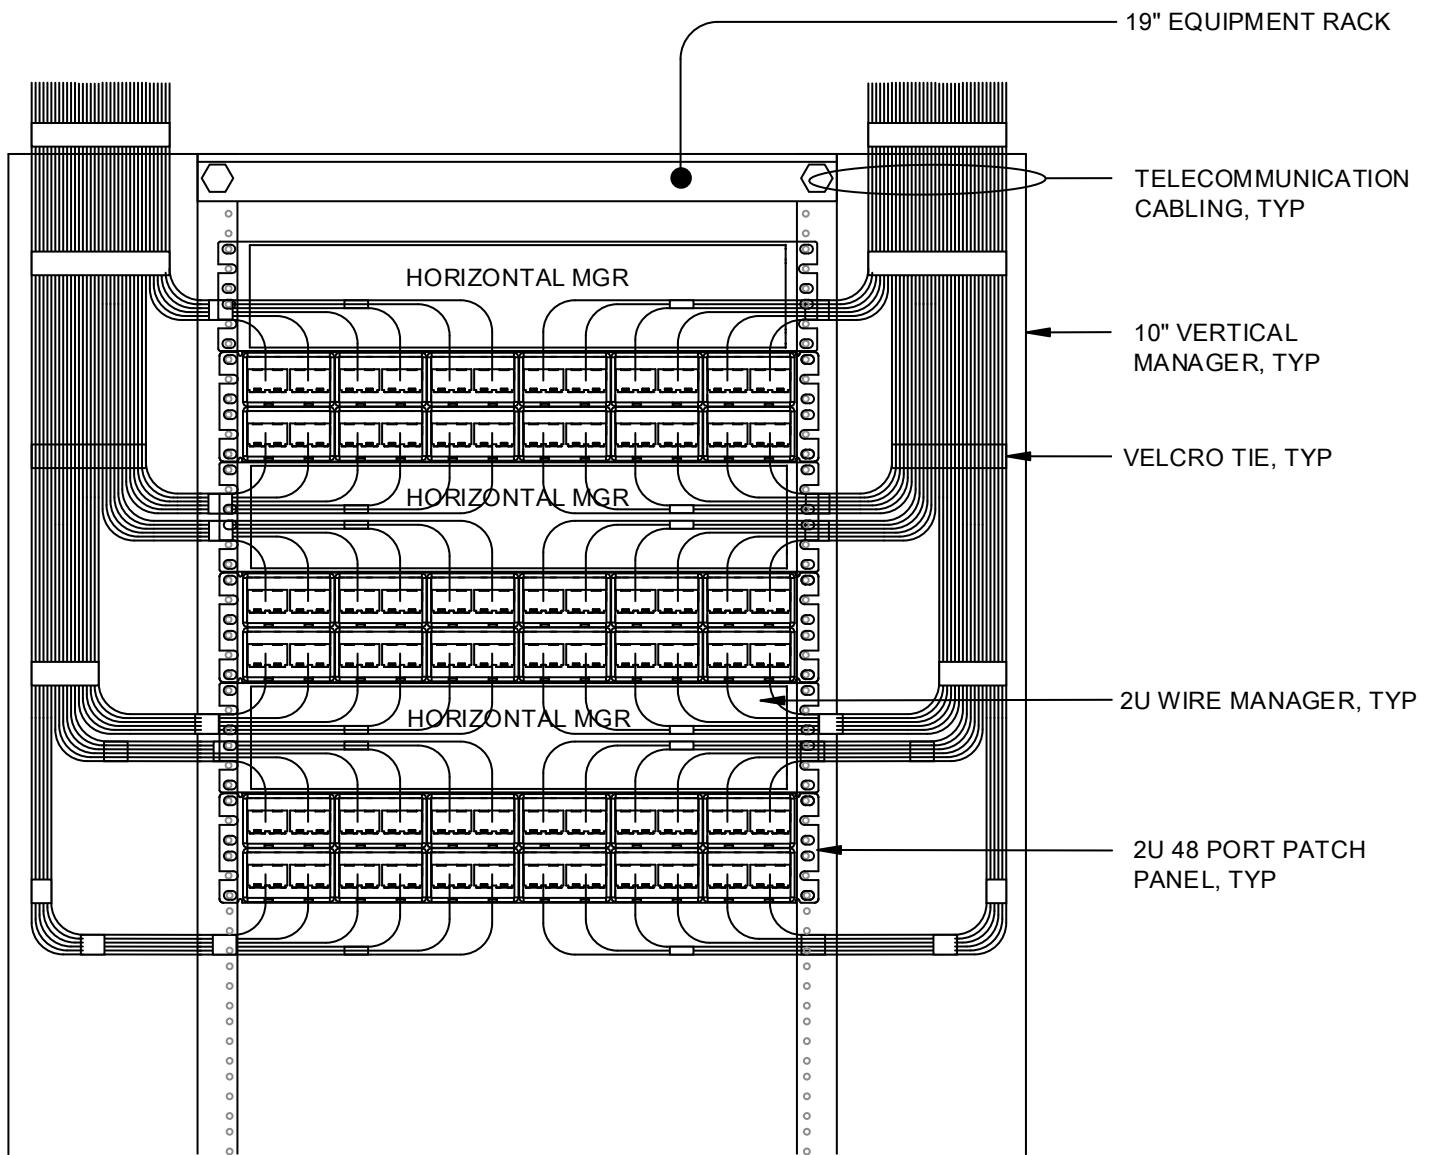 19" EQUIPMENT RACK
TELECOMMUNICATION
CABLING, TYP
HORIZONTAL MGR
10" VERTICAL
MANAGER, TYP
VELCRO TIE, TYP
HORIZONTAL MGR
2U WIRE MANAGER, TYP
HORIZONTAL MGR
2U 48 PORT PATCH
PANEL, TYP